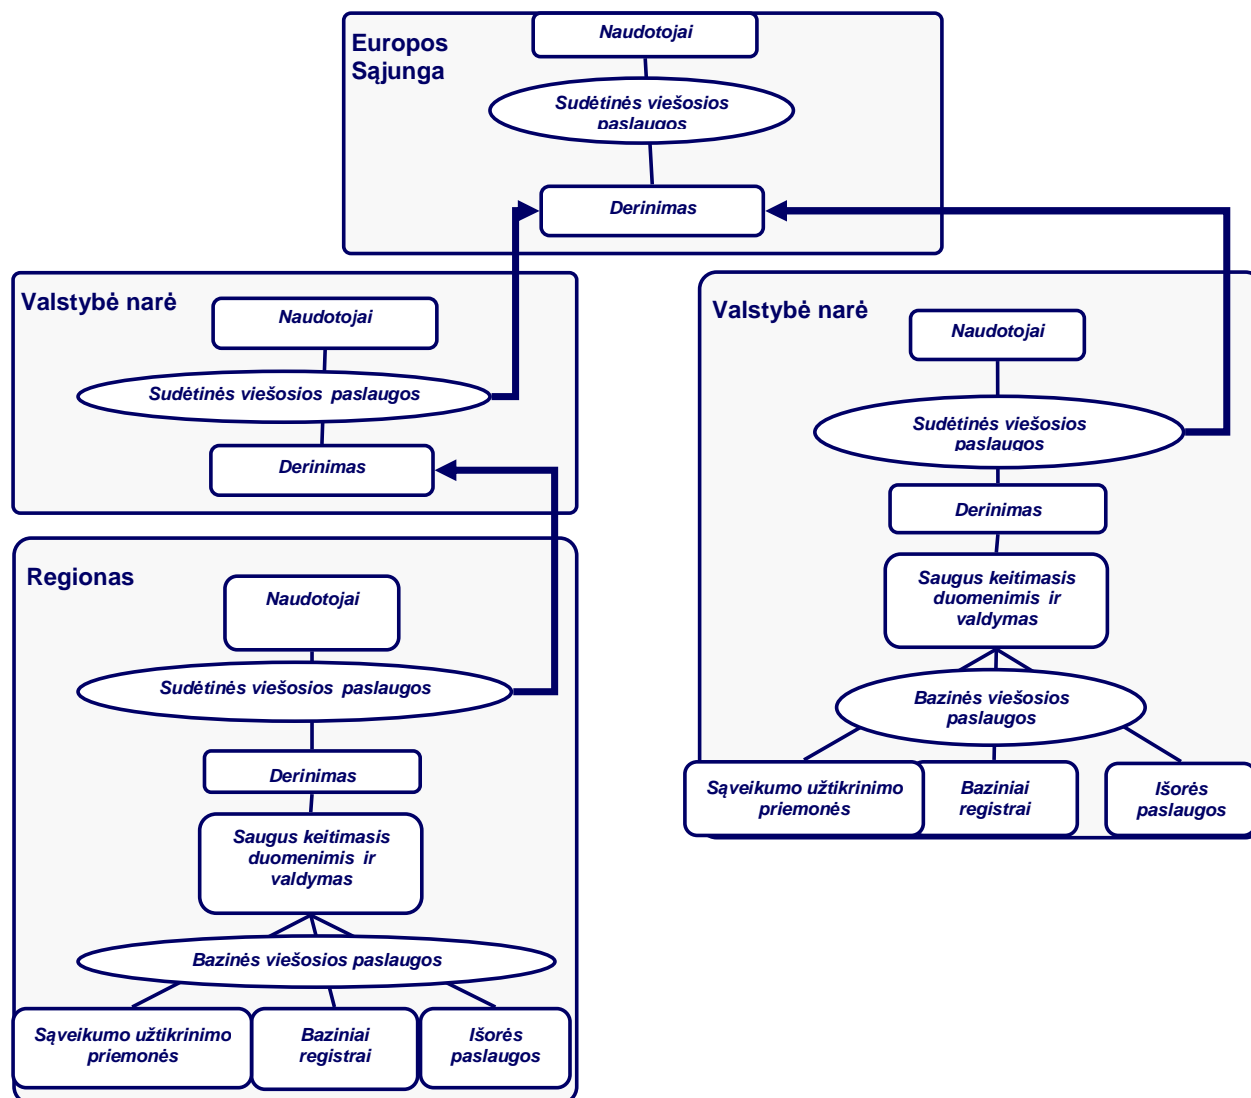 Europos
Sąjunga
Naudotojai
Sudėtinės viešosios
paslaugos
Derinimas
Valstybė narė
Naudotojai
Sudėtinės viešosios paslaugos
Derinimas
Valstybė narė
Naudotojai
Sudėtinės viešosios
paslaugos
Derinimas
Saugus keitimasis
duomenimis ir
valdymas
Bazinės viešosios
paslaugos
Sąveikumo užtikrinimo
priemonės
Baziniai
registrai
Išorės
paslaugos
Regionas
Naudotojai
Sudėtinės viešosios paslaugos
Derinimas
Saugus keitimasis
duomenimis ir
valdymas
Bazinės viešosios paslaugos
Sąveikumo užtikrinimo
priemonės
Baziniai
registrai
Išorės
paslaugos